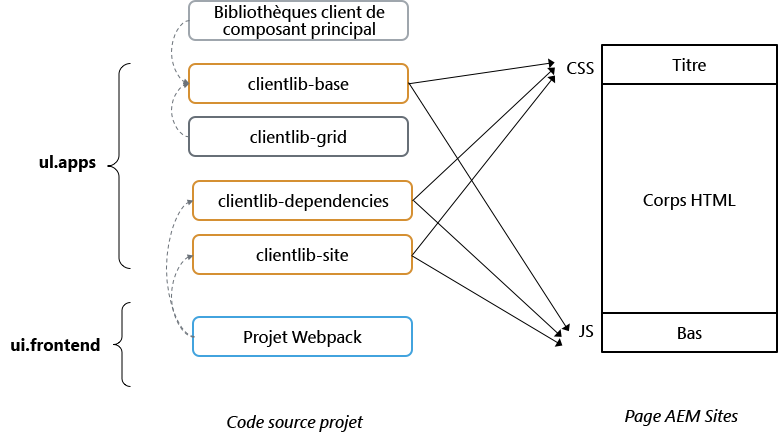 Bibliothèques client de
composant principal
clientlib-base
clientlib-grid
ul.apps
clientlib-dependencies
clientlib-site
ui.frontend
Projet Webpack
Code source projet
CSS
JS
Titre
Corps HTML
Bas
Page AEM Sites